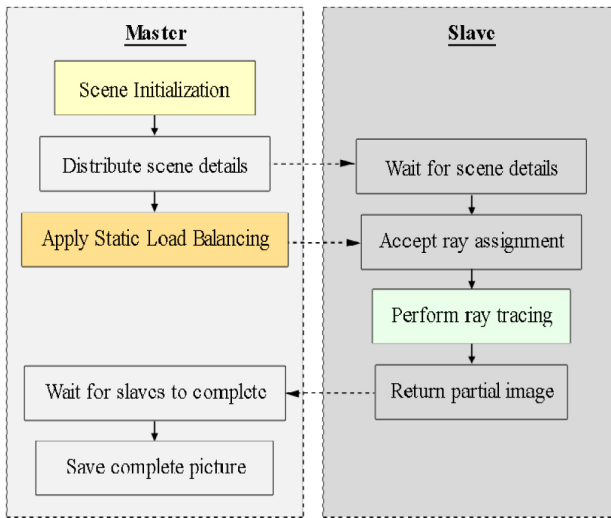 Master
Scene Initialization
Distribute scene details
Apply Static Load Balancing
Wait for slaves to complete
Save complete picture
Slave
Wait for scene details
Accept ray assignment
Perform ray tracing
Return partial image